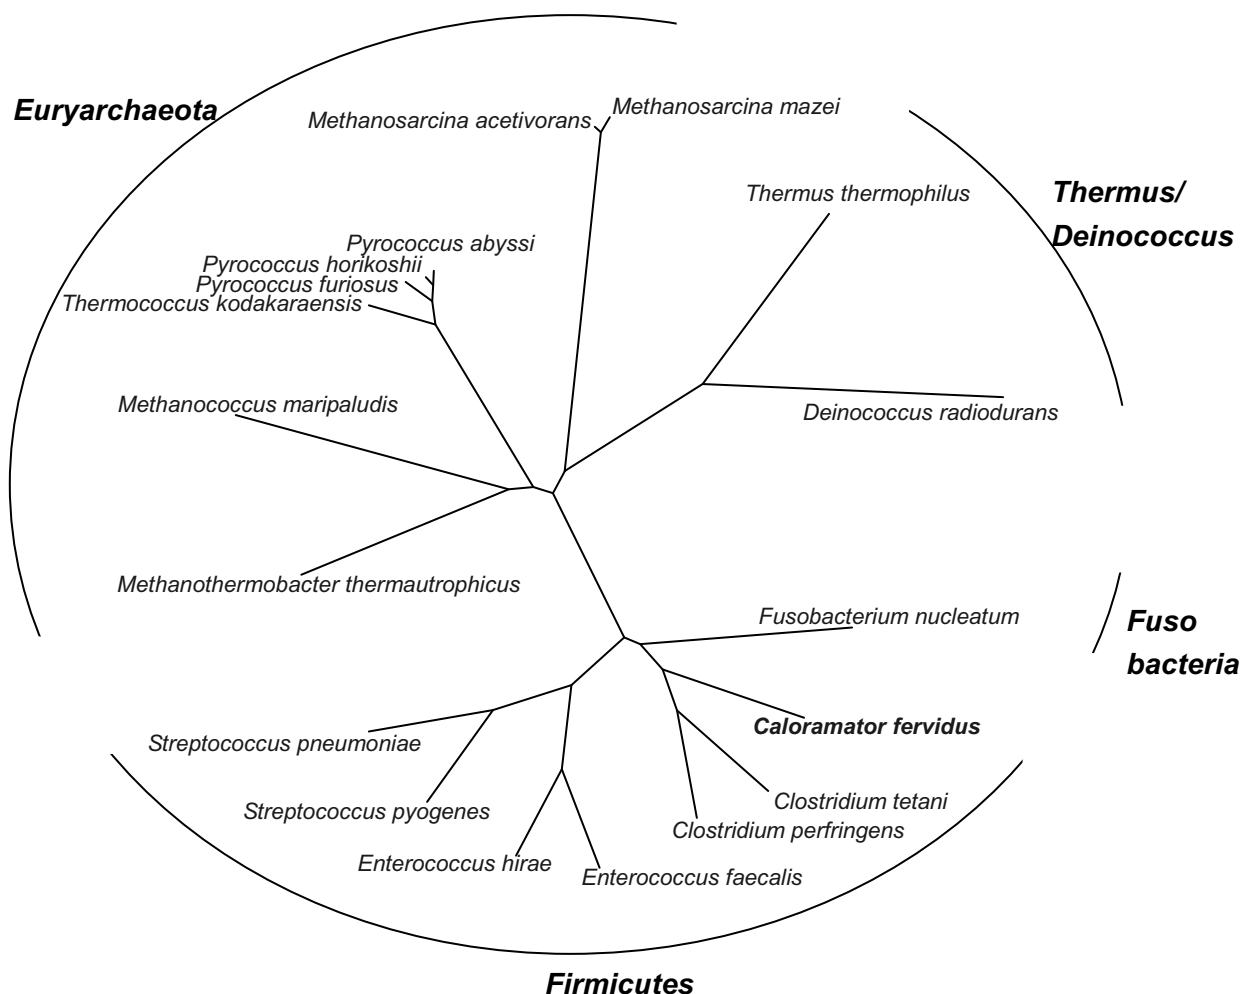 Euryarchaeota
Methanosarcina mazei
Methanosarcina acetivorans
Thermus/
Deinococcus
Thermus thermophilus
Pyrococcus abyssi
Pyrococcus horikoshii
Pyrococcus furiosus
Thermococcus kodakaraensis
Methanococcus maripaludis
Deinococcus radiodurans
Methanothermobacter thermautrophicus
Fusobacterium nucleatum
Fuso
bacteria
Caloramator fervidus
Streptococcus pneumoniae
Clostridium tetani
Streptococcus pyogenes
Clostridium perfringens
Enterococcus hirae
Enterococcus faecalis
Firmicutes